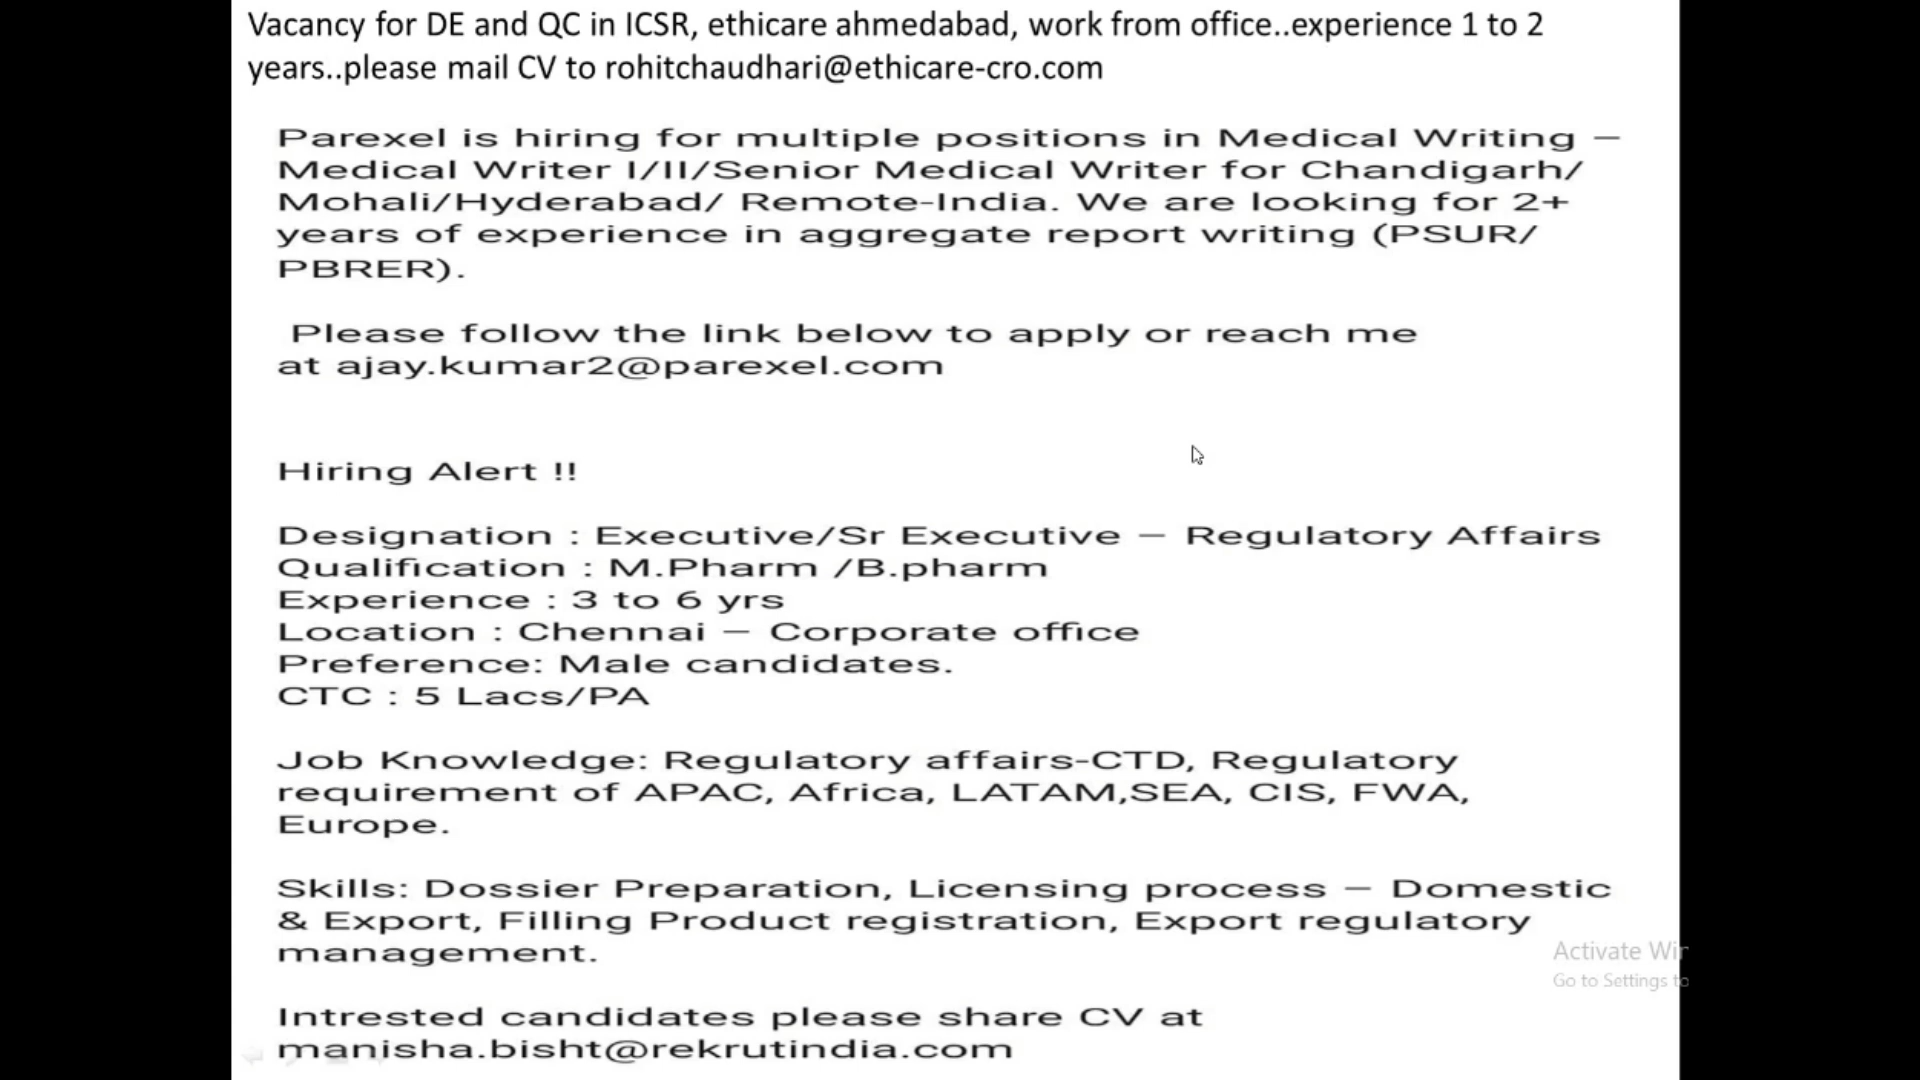 Vacancy for DE and QC in ICSR, ethicare ahmedabad, work from office..experience 1 to 2
years..please mail CV to rohitchaudhari@ethicare-cro.com
Parexel is hiring for multiple positions in Medical Writing –
Medical Writer I/II/Senior Medical Writer for Chandigarh/
Mohali/Hyderabad/ Remote-India. We are looking for 2+
years of experience in aggregate report writing (PSUR/
PBRER).
Please follow the link below to apply or reach me
at ajay.kumar2@parexel.com
Hiring Alert !!
Designation : Executive/Sr Executive – Regulatory Affairs
Qualification : M.Pharm /B.pharm
Experience : 3 to 6 yrs
Location : Chennai – Corporate office
Preference: Male candidates.
CTC : 5 Lacs/PA
Job Knowledge: Regulatory affairs-CTD, Regulatory
requirement of APAC, Africa, LATAM,SEA, CIS, FWA,
Europe.
Skills: Dossier Preparation, Licensing process – Domestic
& Export, Filling Product registration, Export regulatory
management.
Activate Wi
Go to Settings to
Intrested candidates please share CV at
manisha.bisht@rekrutindia.com